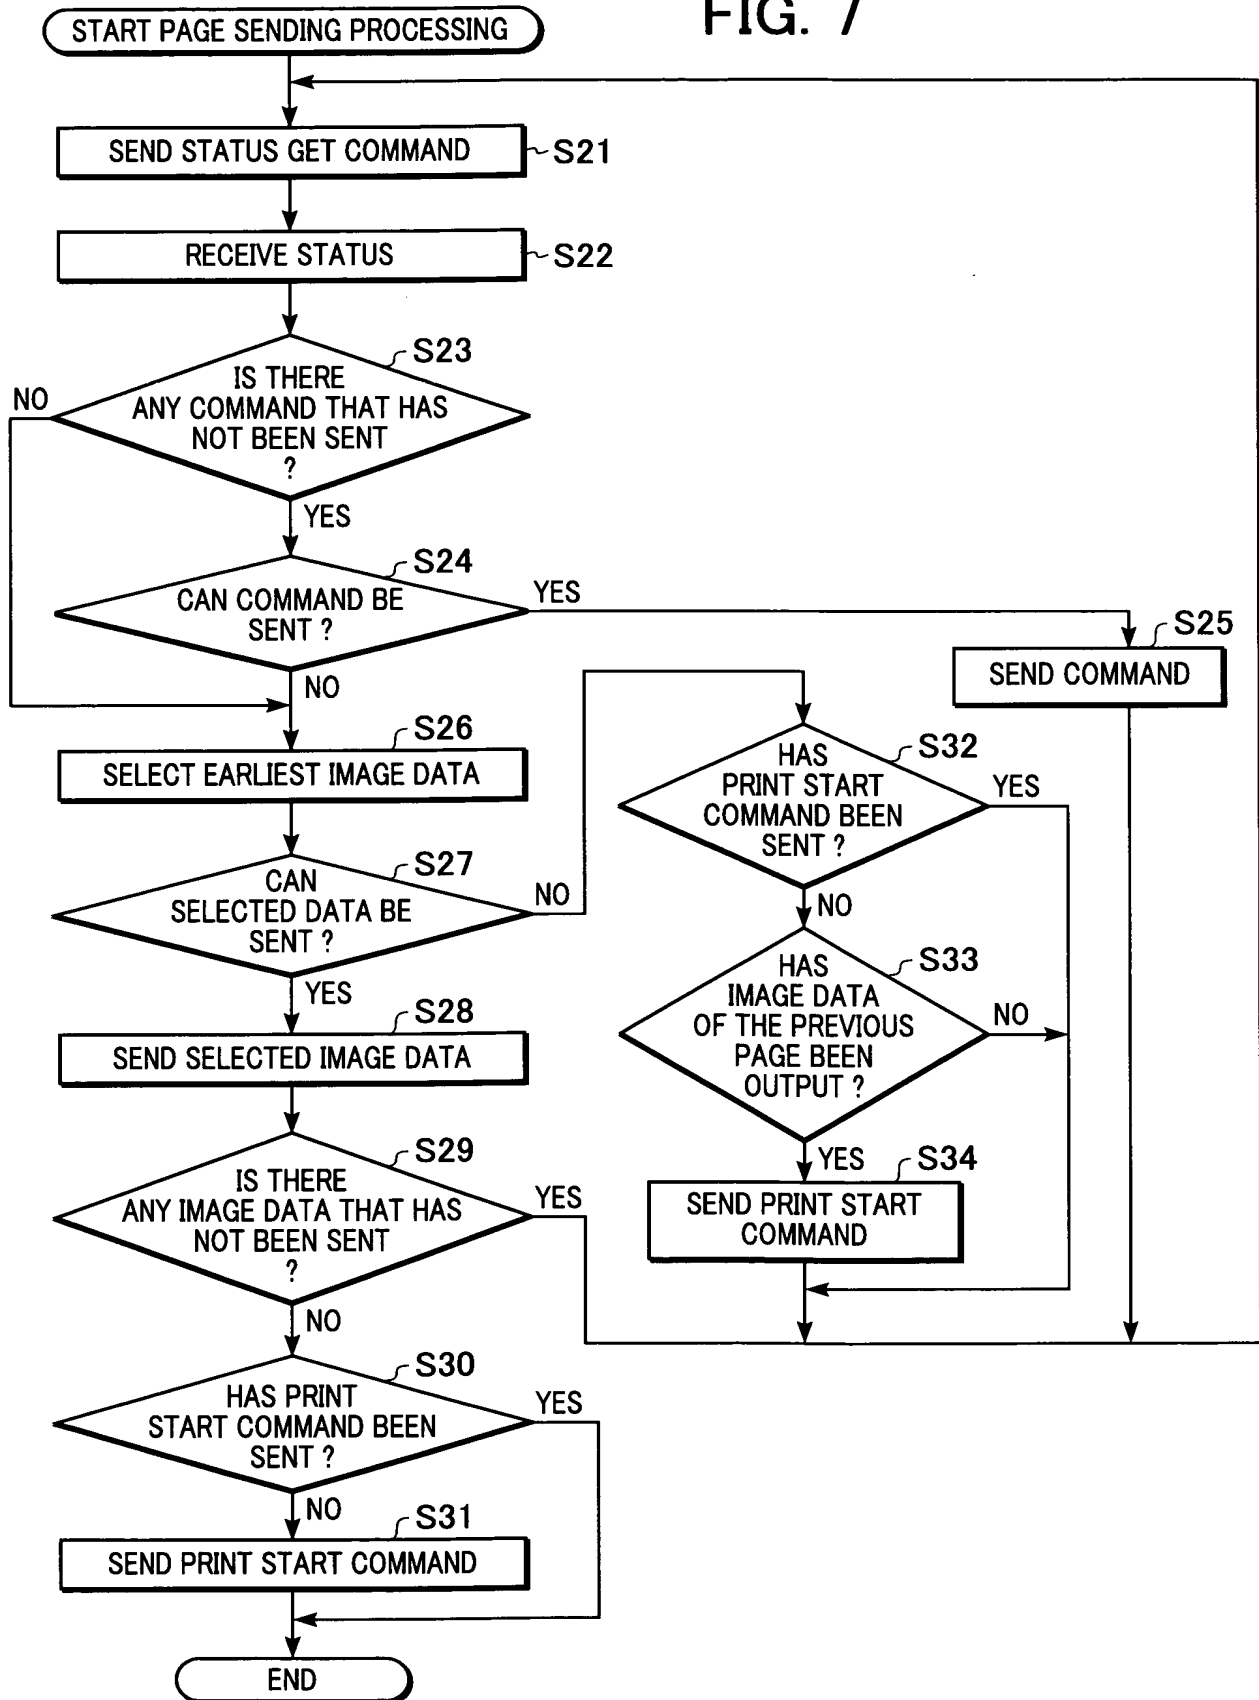 FIG. 7
START PAGE SENDING PROCESSING
SEND STATUS GET COMMAND
S21
RECEIVE STATUS
S22
S23
IS THERE
ANY COMMAND THAT HAS
NOT BEEN SENT
?
NO
YES
S24
CAN COMMAND BE
SENT ?
YES
NO
S25
SEND COMMAND
S26
SELECT EARLIEST IMAGE DATA
S27
CAN
SELECTED DATA BE
SENT ?
NO
YES
S28
SEND SELECTED IMAGE DATA
S29
IS THERE
ANY IMAGE DATA THAT HAS
NOT BEEN SENT
?
YES
NO
S30
HAS PRINT
START COMMAND BEEN
SENT ?
YES
NO
S31
SEND PRINT START COMMAND
END
S32
HAS
PRINT START
COMMAND BEEN
SENT ?
YES
NO
S33
HAS
IMAGE DATA
OF THE PREVIOUS
PAGE BEEN
OUTPUT ?
NO
YES
S34
SEND PRINT START
COMMAND